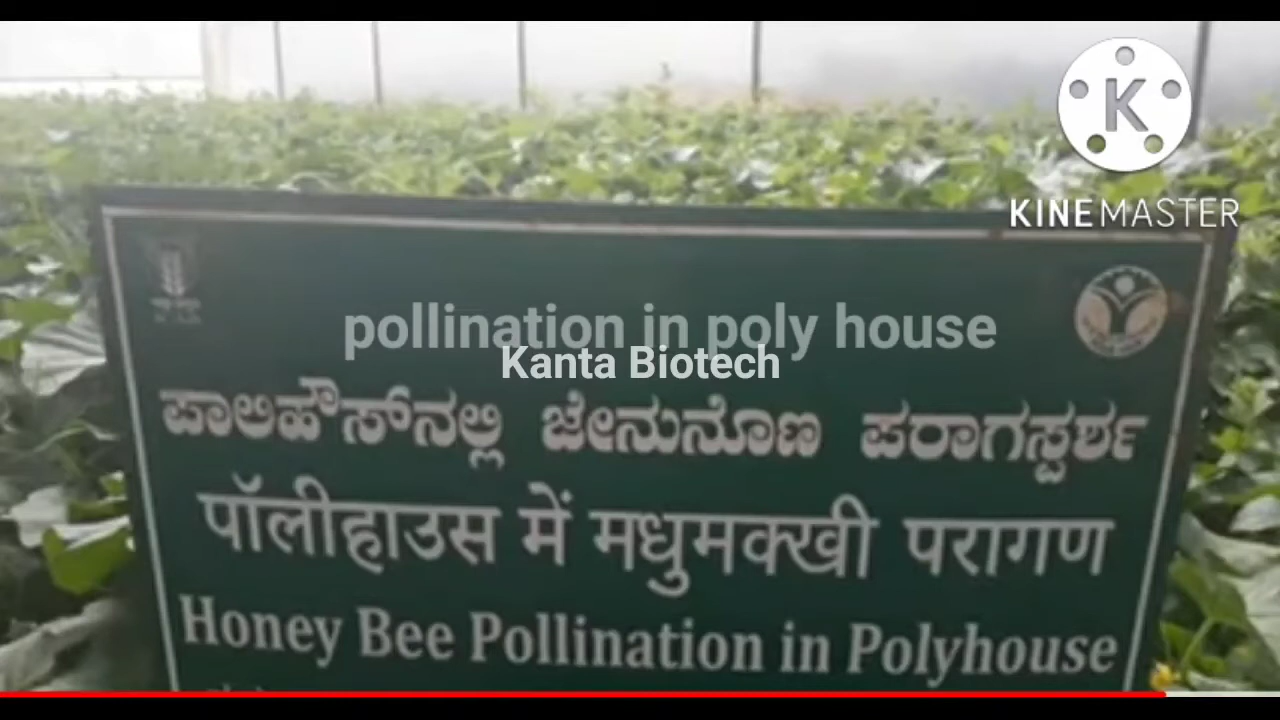 K
KINEMASTER
pollination in poly house
Kanta Biotech
ಪಾಲಿಹೌಸ್‌ನಲ್ಲಿ ಜೇನುನೊಣ ಪರಾಗಸ್ಪರ್ಶ
पॉलीहाउस में मधुमक्खी परागण
Honey Bee Pollination in Polyhouse